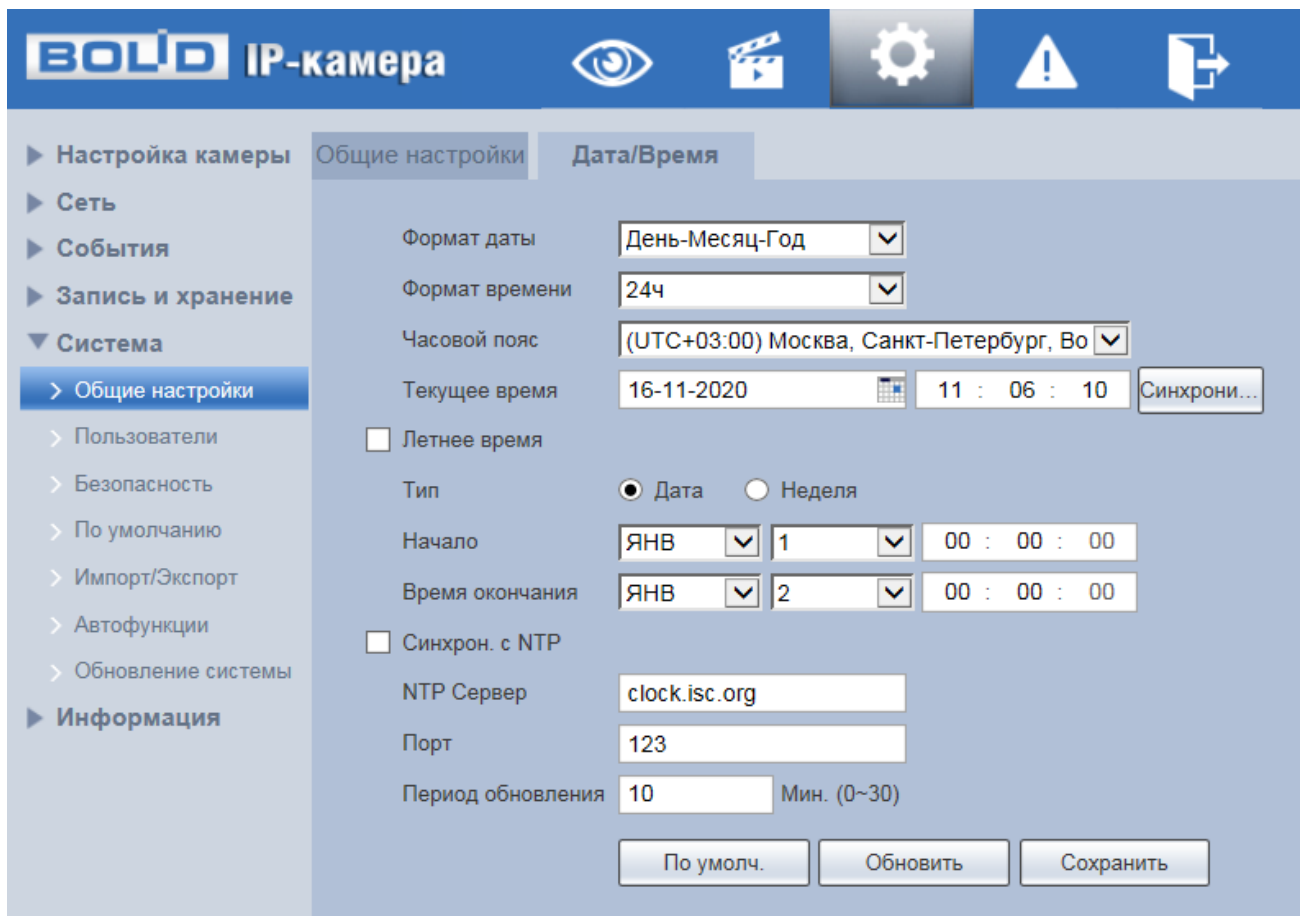 BOLID IP-камера
Настройка камеры
Сеть
События
Запись и хранение
Система
Общие настройки
Пользователи
Безопасность
По умолчанию
Импорт/Экспорт
Автофункции
Обновление системы
Информация
Общие настройки Дата/Время
Формат даты День-Месяц-Год
Формат времени 24ч
Часовой пояс (UTC+03:00) Москва, Санкт-Петербург, Во
Текущее время 16-11-2020 11 : 06 : 10 Синхрони...
Летнее время
Тип Дата Неделя
Начало ЯНВ 1 00 : 00 : 00
Время окончания ЯНВ 2 00 : 00 : 00
Синхрон. с NTP
NTP Сервер clock.isc.org
Порт 123
Период обновления 10 Мин. (0~30)
По умолч. Обновить Сохранить